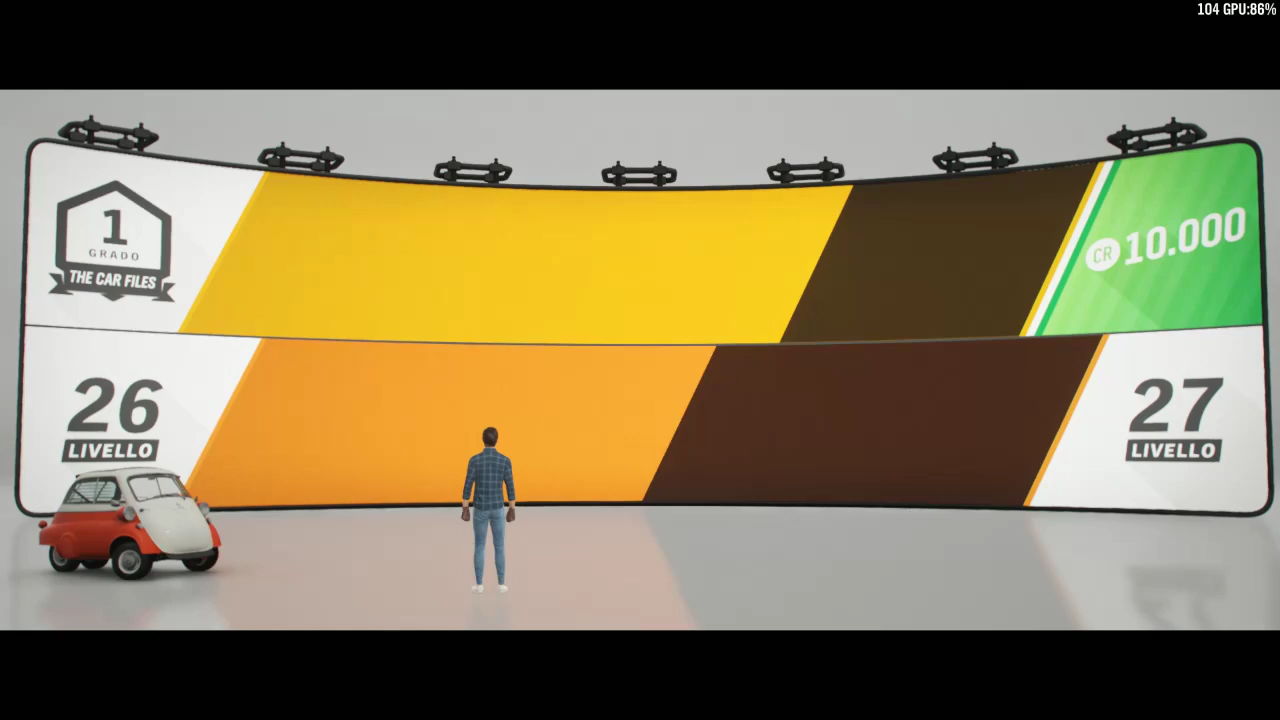 104 GPU:86%
1
GRADO
THE CAR FILES
CR 10.000
26
LIVELLO
27
LIVELLO